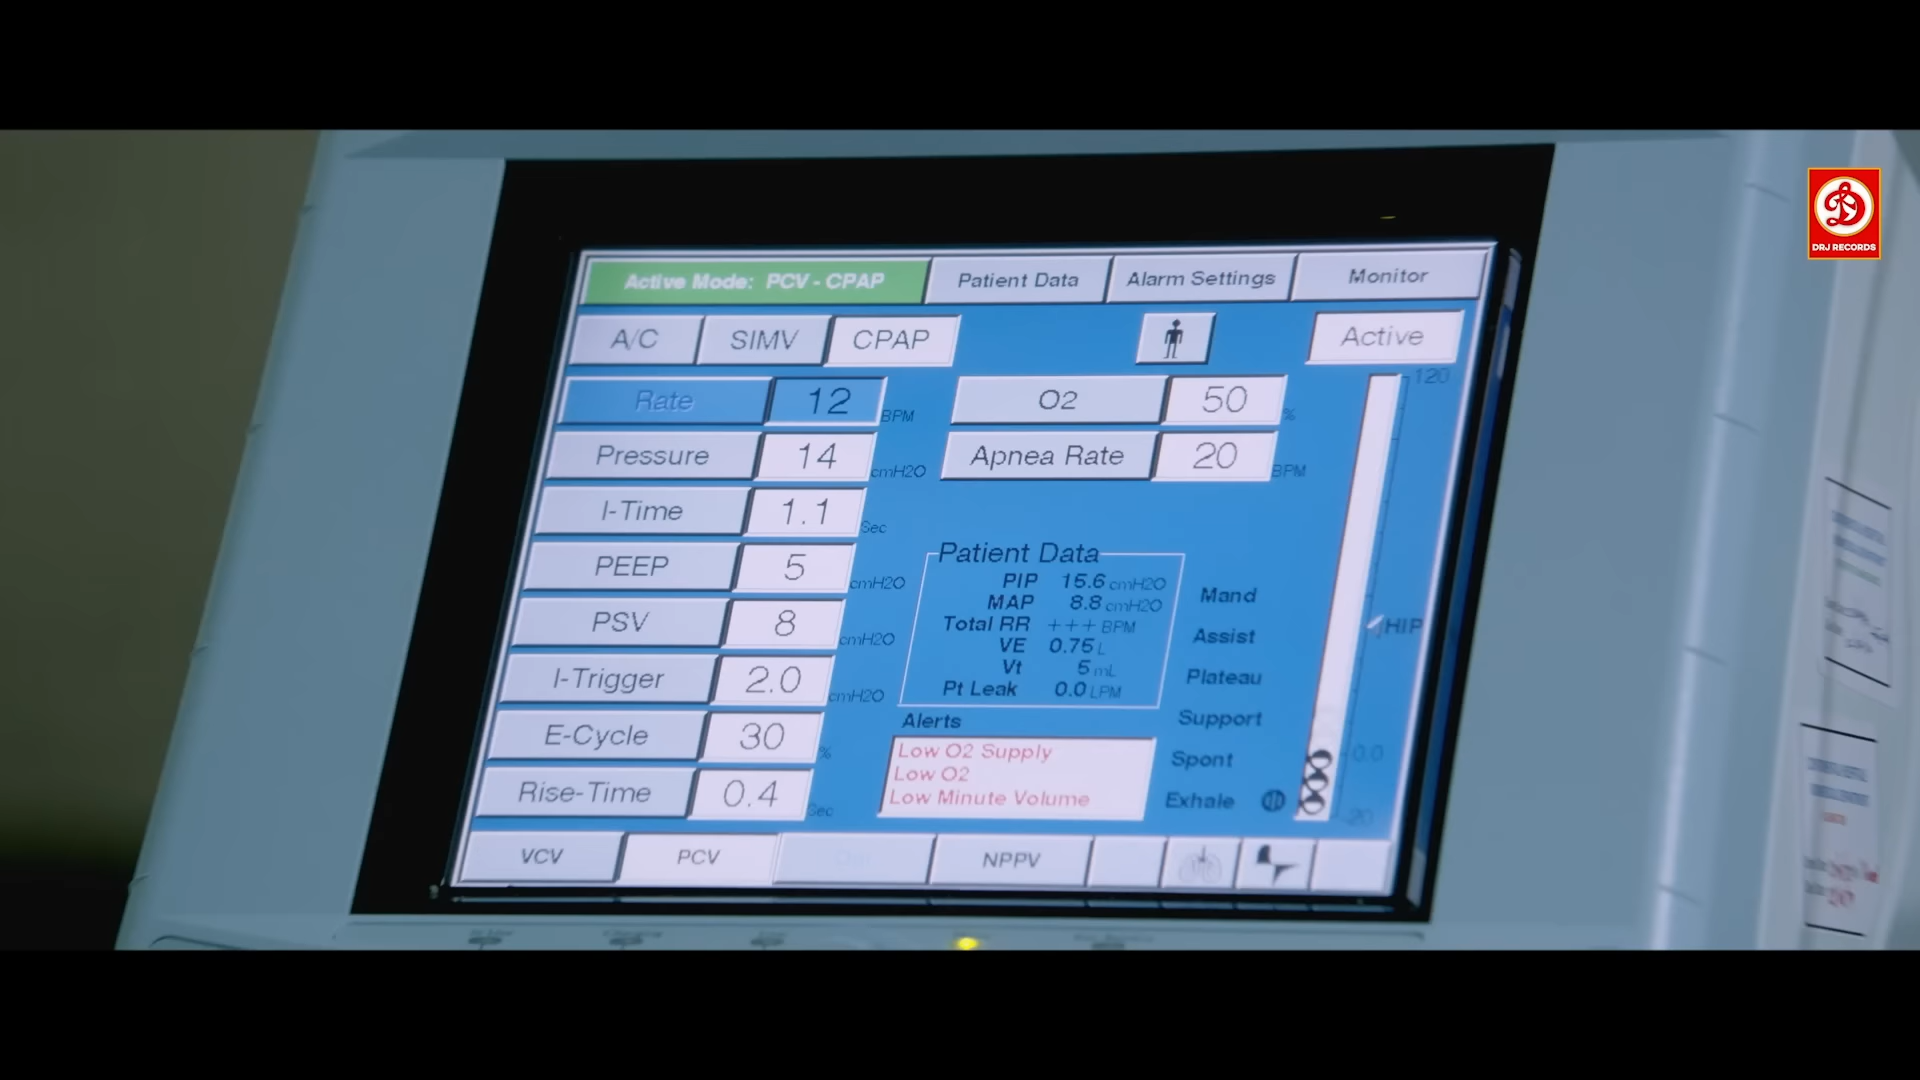 DRJ RECORDS
Active Mode: PCV - CPAP
Patient Data
Alarm Settings
Monitor
A/C
SIMV
CPAP
Active
Rate 12 BPM
O2 50 %
120
Pressure 14 cmH2O
Apnea Rate 20 BPM
I-Time 1.1 Sec
PEEP 5 cmH2O
PSV 8 cmH2O
I-Trigger 2.0 cmH2O
E-Cycle 30 %
Rise-Time 0.4 Sec
Patient Data
PIP 15.6 cmH2O
MAP 8.8 cmH2O
Total RR +++ BPM
VE 0.75 L
Vt 5 mL
Pt Leak 0.0 LPM
Alerts
Low O2 Supply
Low O2
Low Minute Volume
Mand
Assist
Plateau
Support
Spont
Exhale
HIP
0.0
-20
VCV
PCV
NPPV